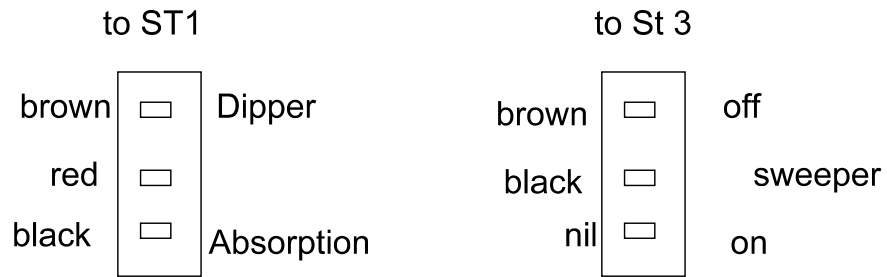 to ST1
brown Dipper
red
black Absorption
to St 3
brown off
black sweeper
nil on